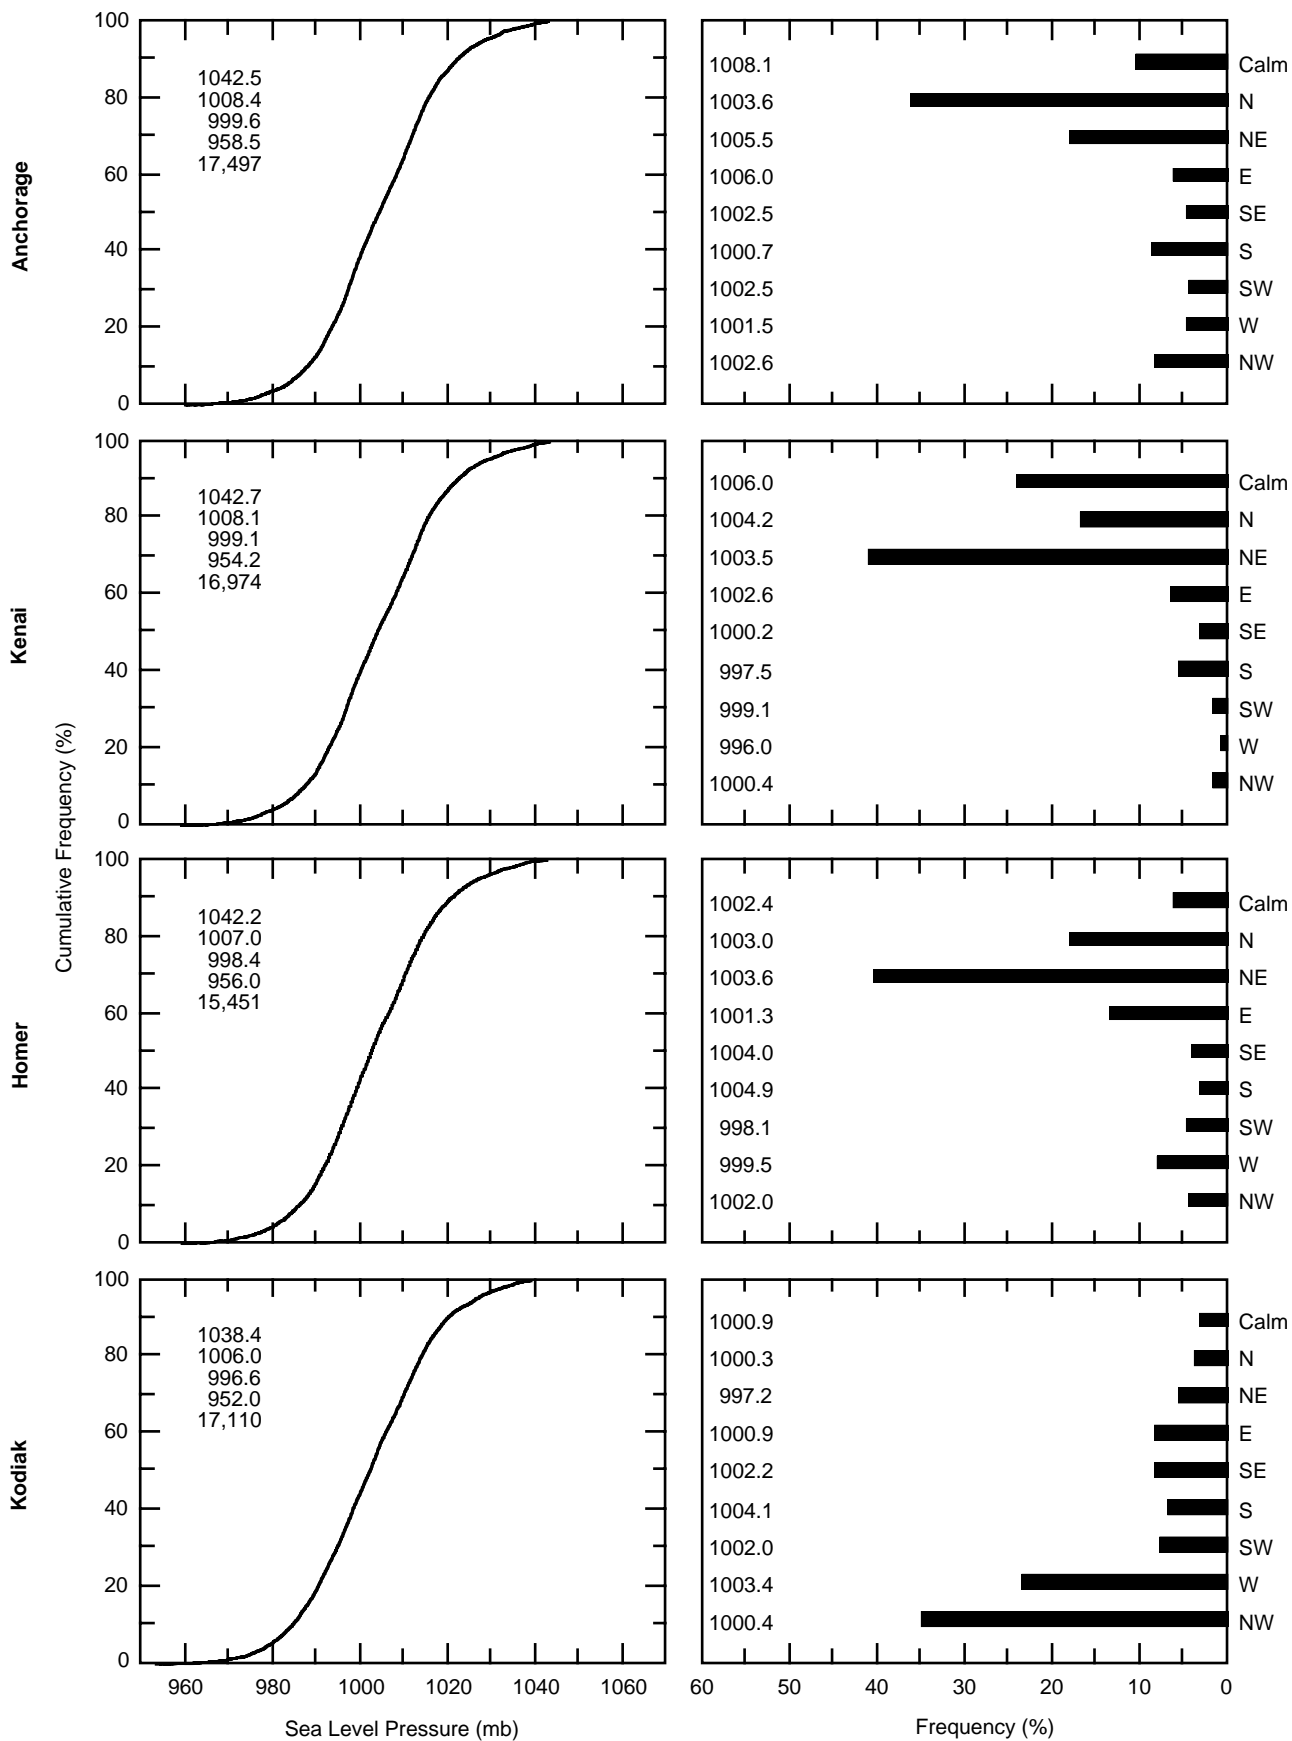 Anchorage
100
80
60
40
20
0
1042.5
1008.4
999.6
958.5
17,497
1008.1 Calm
1003.6 N
1005.5 NE
1006.0 E
1002.5 SE
1000.7 S
1002.5 SW
1001.5 W
1002.6 NW
Kenai
100
80
60
40
20
0
1042.7
1008.1
999.1
954.2
16,974
1006.0 Calm
1004.2 N
1003.5 NE
1002.6 E
1000.2 SE
997.5 S
999.1 SW
996.0 W
1000.4 NW
Cumulative Frequency (%)
Homer
100
80
60
40
20
0
1042.2
1007.0
998.4
956.0
15,451
1002.4 Calm
1003.0 N
1003.6 NE
1001.3 E
1004.0 SE
1004.9 S
998.1 SW
999.5 W
1002.0 NW
Kodiak
100
80
60
40
20
0
1038.4
1006.0
996.6
952.0
17,110
1000.9 Calm
1000.3 N
997.2 NE
1000.9 E
1002.2 SE
1004.1 S
1002.0 SW
1003.4 W
1000.4 NW
960 980 1000 1020 1040 1060
60 50 40 30 20 10 0
Sea Level Pressure (mb)
Frequency (%)